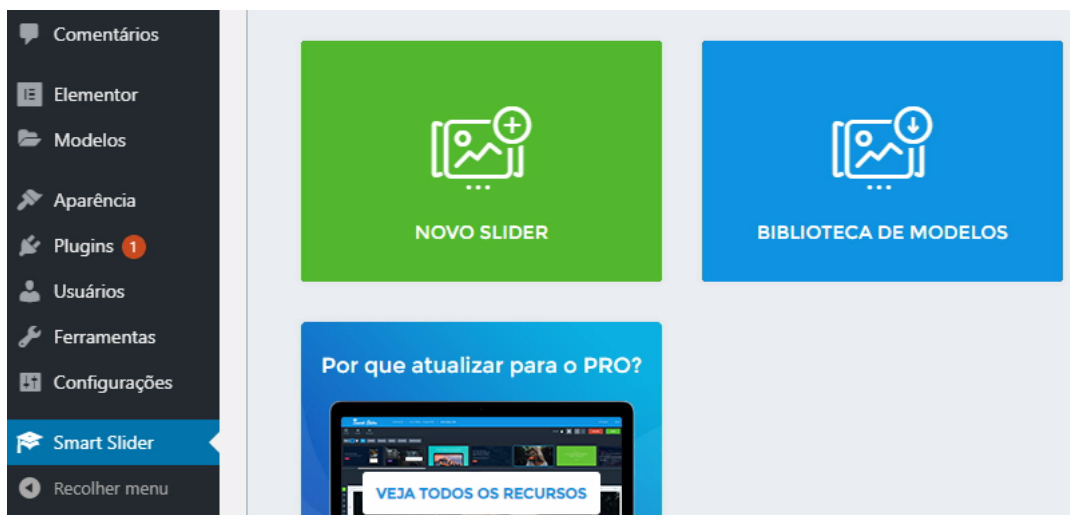 Comentários
Elementor
Modelos
Aparência
Plugins 1
Usuários
Ferramentas
Configurações
Smart Slider
Recolher menu
NOVO SLIDER
BIBLIOTECA DE MODELOS
Por que atualizar para o PRO?
VEJA TODOS OS RECURSOS